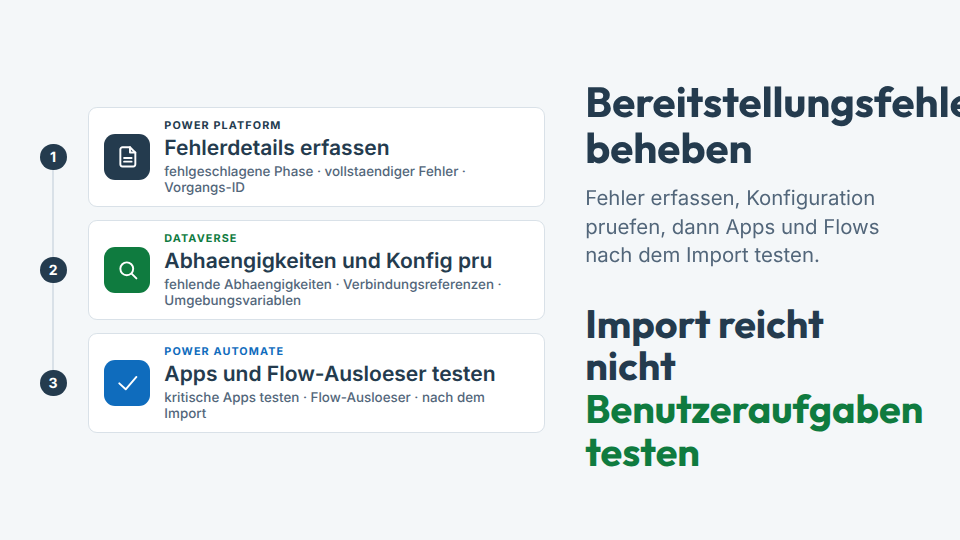 1
POWER PLATFORM
Fehlerdetails erfassen
fehlgeschlagene Phase · vollstaendiger Fehler ·
Vorgangs-ID
2
DATAVERSE
Abhaengigkeiten und Konfig pru
fehlende Abhaengigkeiten · Verbindungsreferenzen ·
Umgebungsvariablen
3
POWER AUTOMATE
Apps und Flow-Ausloeser testen
kritische Apps testen · Flow-Ausloeser · nach dem
Import
Bereitstellungsfehle
beheben
Fehler erfassen, Konfiguration
pruefen, dann Apps und Flows
nach dem Import testen.
Import reicht
nicht
Benutzeraufgaben
testen